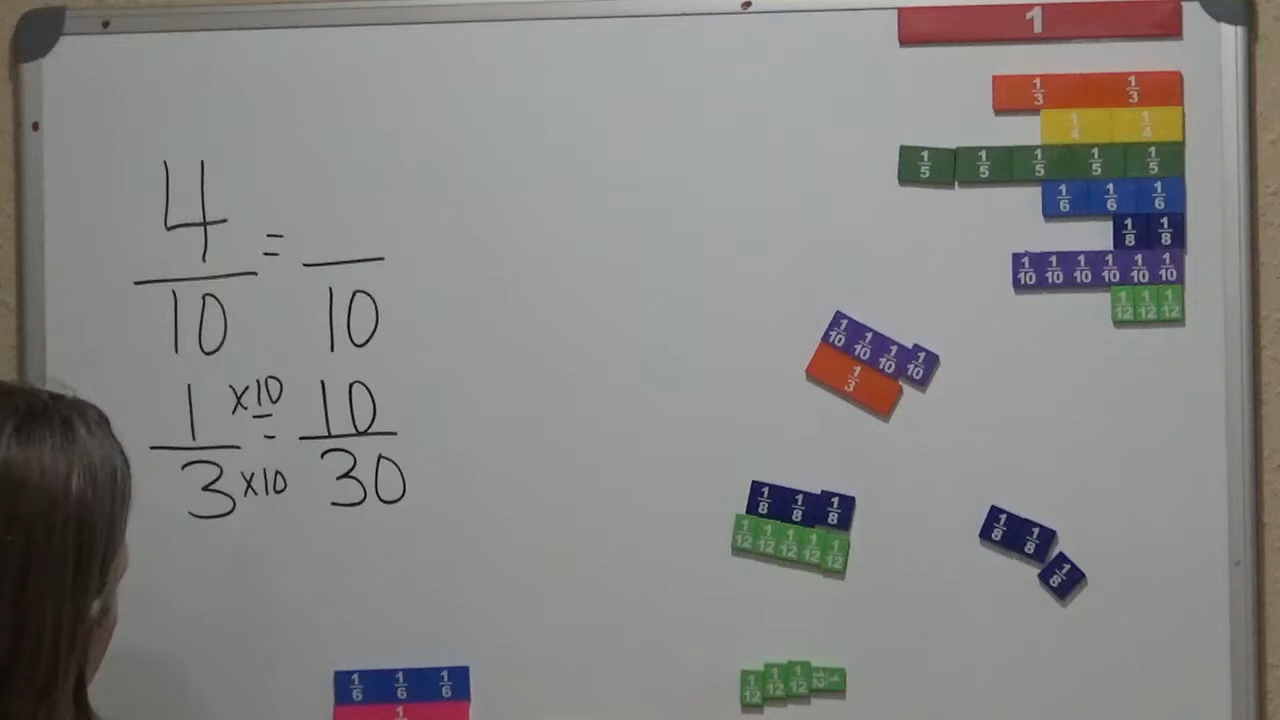 1
1/3 1/3
1/4 1/4
1/5 1/5 1/5 1/5 1/5
1/6 1/6 1/6
1/8 1/8
1/10 1/10 1/10 1/10 1/10 1/10
1/12 1/12 1/12
4/10 = __/10
1/3 ×10/×10 = 10/30
1/10 1/10 1/10 1/10
1/3
1/8 1/8 1/8
1/12 1/12 1/12 1/12 1/12
1/8 1/8 1/8
1/12 1/12 1/12 1/12
1/6 1/6 1/6